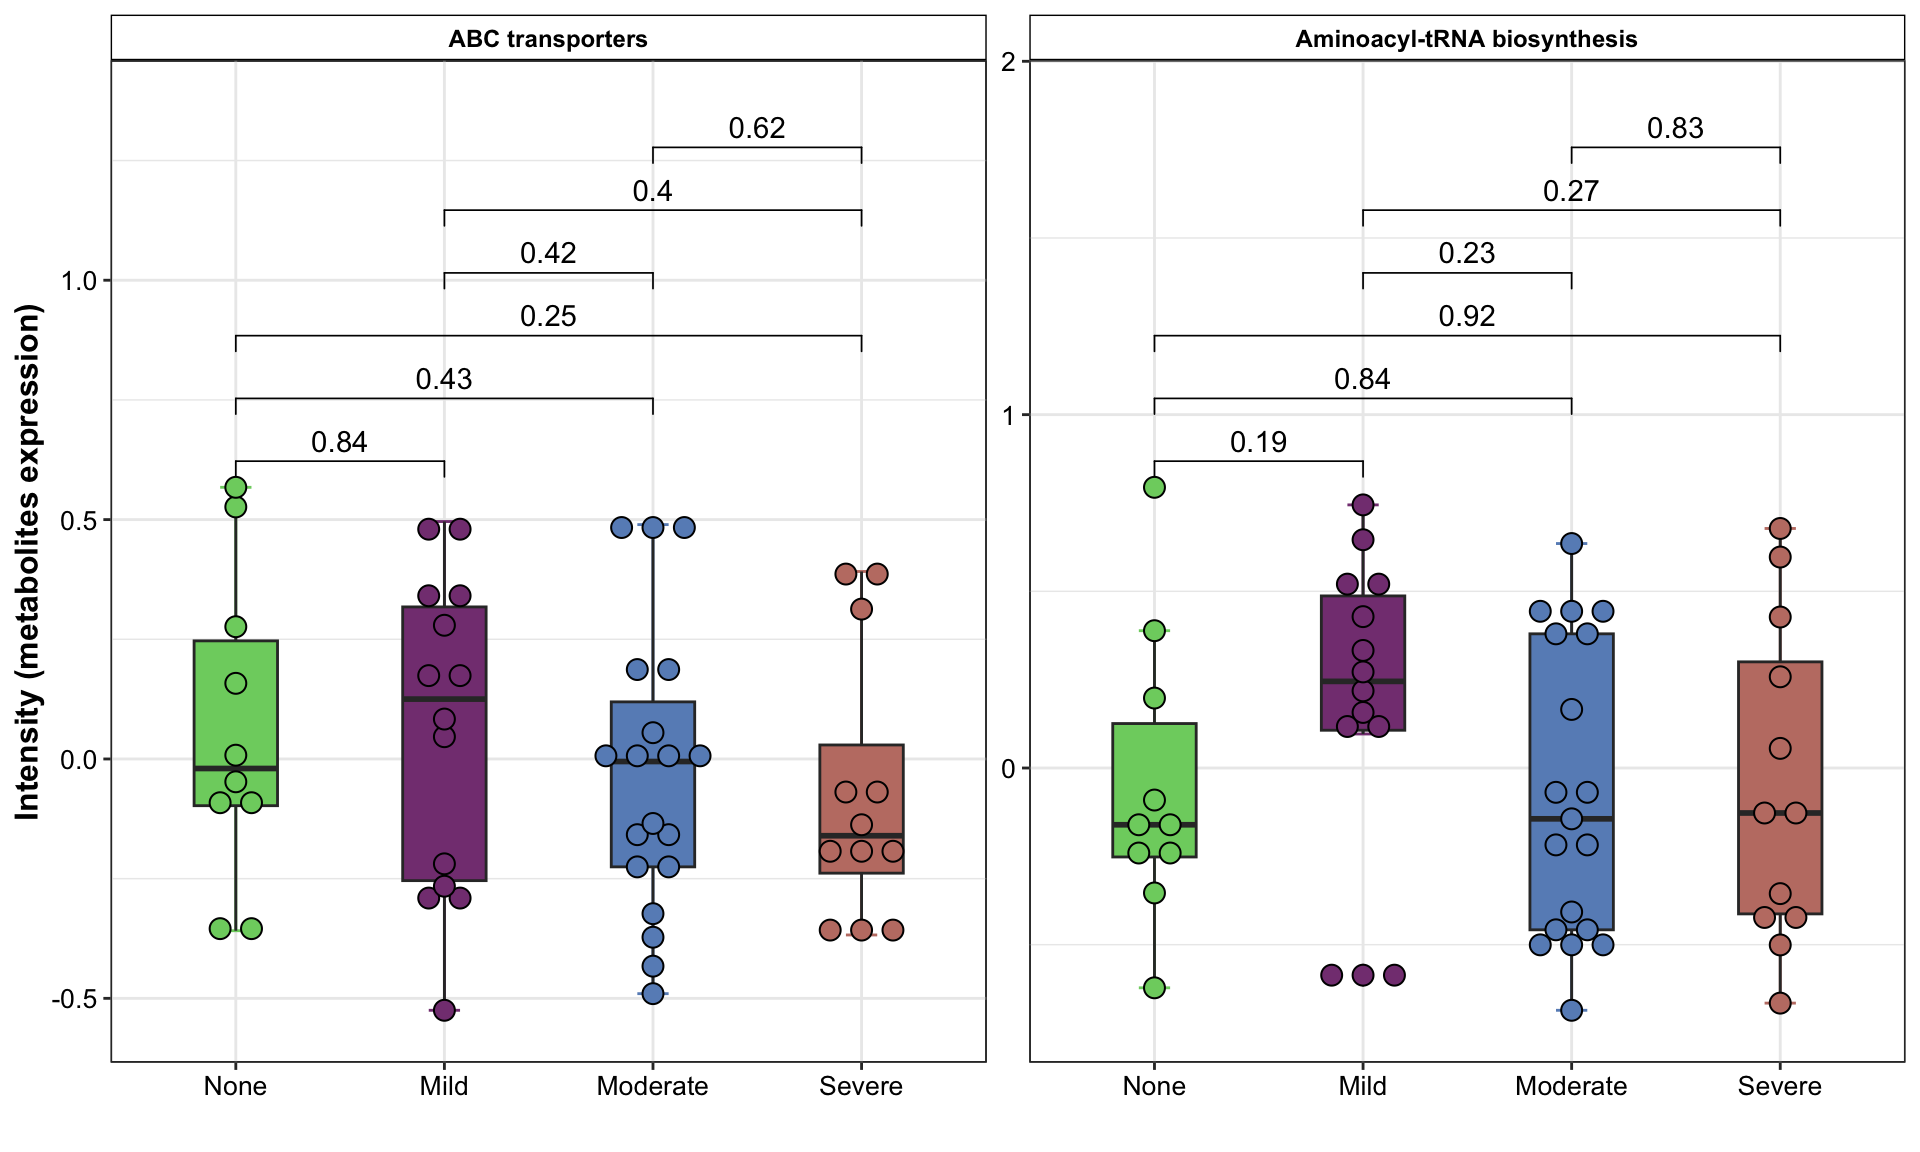 ABC transporters
Aminoacyl-tRNA biosynthesis
Intensity (metabolites expression)
1.0
0.5
0.0
-0.5
0.62
0.4
0.42
0.25
0.43
0.84
None
Mild
Moderate
Severe
2
1
0
0.83
0.27
0.23
0.92
0.84
0.19
None
Mild
Moderate
Severe